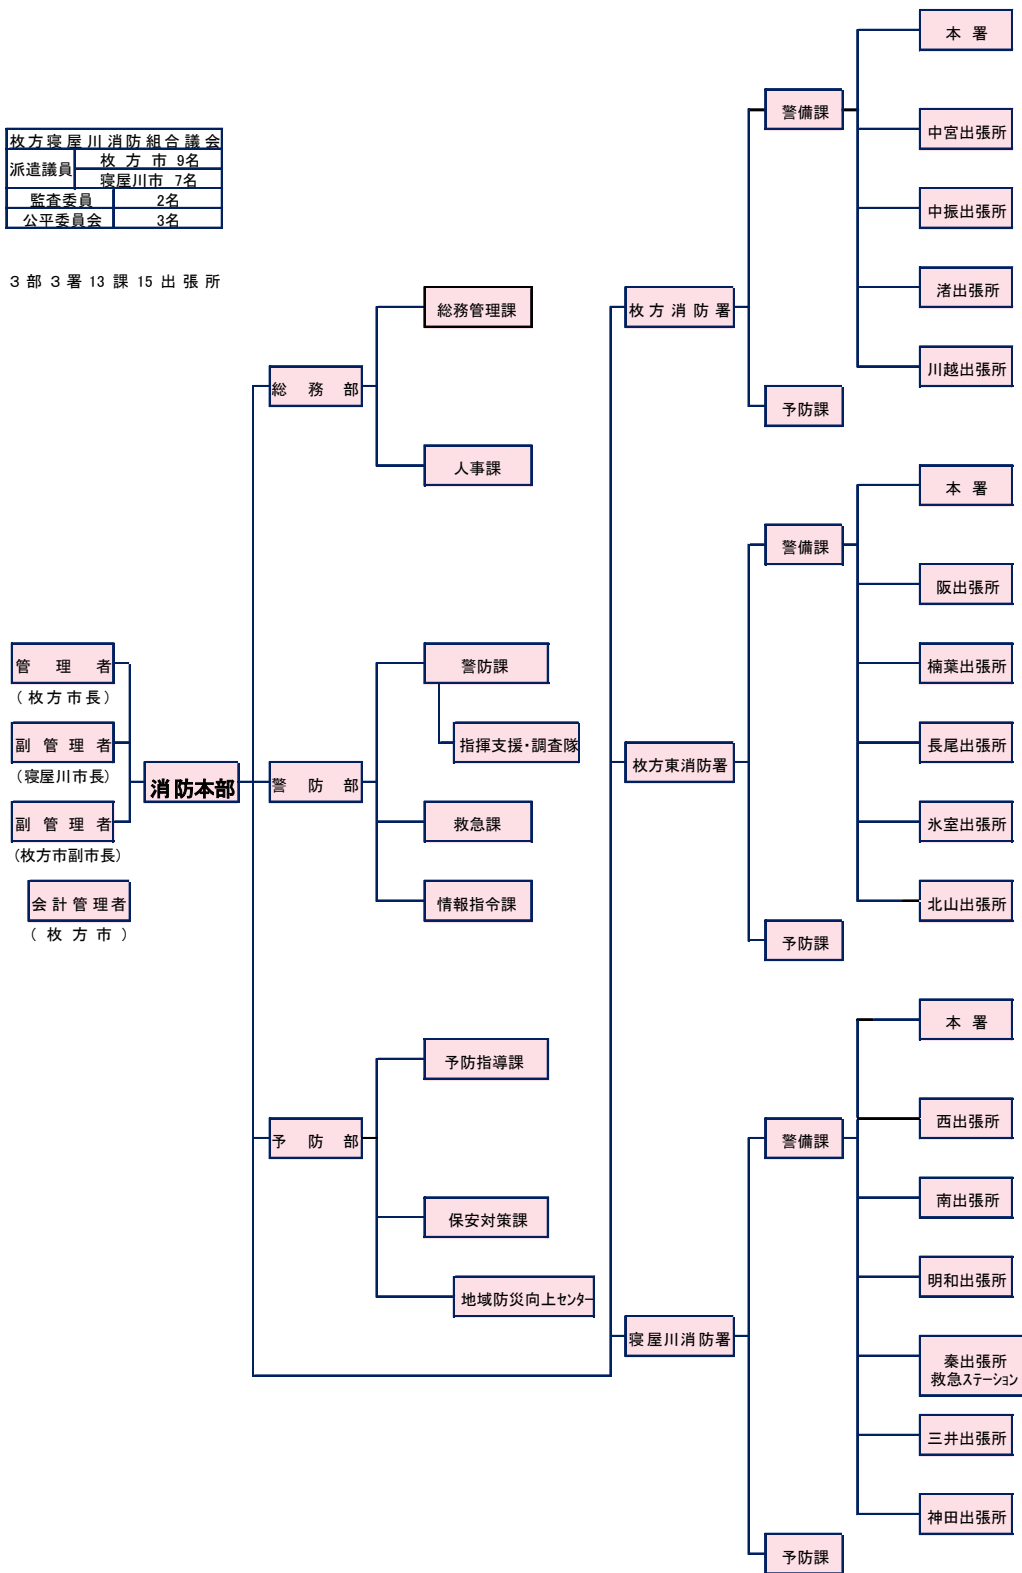 枚方寝屋川消防組合議会
派遣議員
枚方市 9名
寝屋川市 7名
監査委員 2名
公平委員会 3名
3部3署13課15出張所
管理者
(枚方市長)
副管理者
(寝屋川市長)
副管理者
(枚方市副市長)
会計管理者
(枚方市)
消防本部
総務部
総務管理課
人事課
警防部
警防課
指揮支援・調査隊
救急課
情報指令課
予防部
予防指導課
保安対策課
地域防災向上センター
枚方消防署
警備課
本署
中宮出張所
中振出張所
渚出張所
川越出張所
予防課
枚方東消防署
警備課
本署
阪出張所
楠葉出張所
長尾出張所
氷室出張所
北山出張所
予防課
寝屋川消防署
警備課
本署
西出張所
南出張所
明和出張所
秦出張所
救急ステーション
三井出張所
神田出張所
予防課